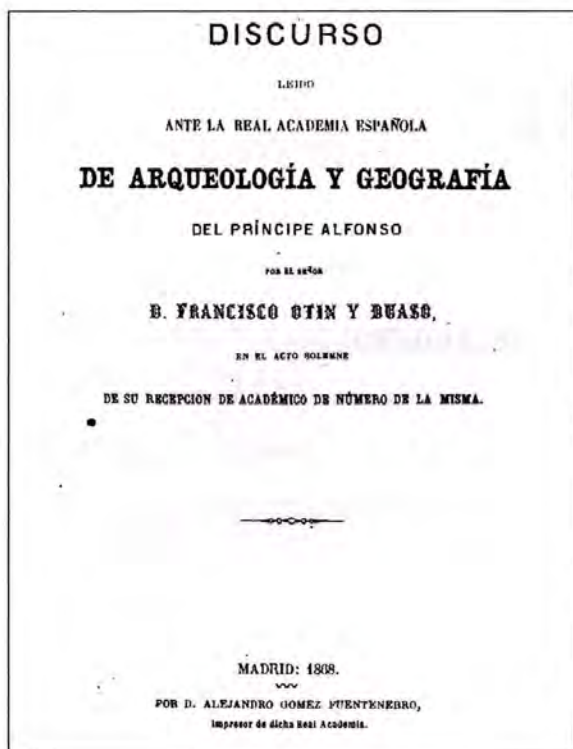 DISCURSO
LEIDO
ANTE LA REAL ACADEMIA ESPAÑOLA
DE ARQUEOLOGÍA Y GEOGRAFÍA
DEL PRÍNCIPE ALFONSO
POR EL SEÑOR
D. FRANCISCO OTIN Y DUASO,
EN EL ACTO SOLEMNE
DE SU RECEPCION DE ACADÉMICO DE NÚMERO DE LA MISMA.
MADRID: 1868.
POR D. ALEJANDRO GOMEZ FUENTENEBRO,
Impresor de dicha Real Academia.